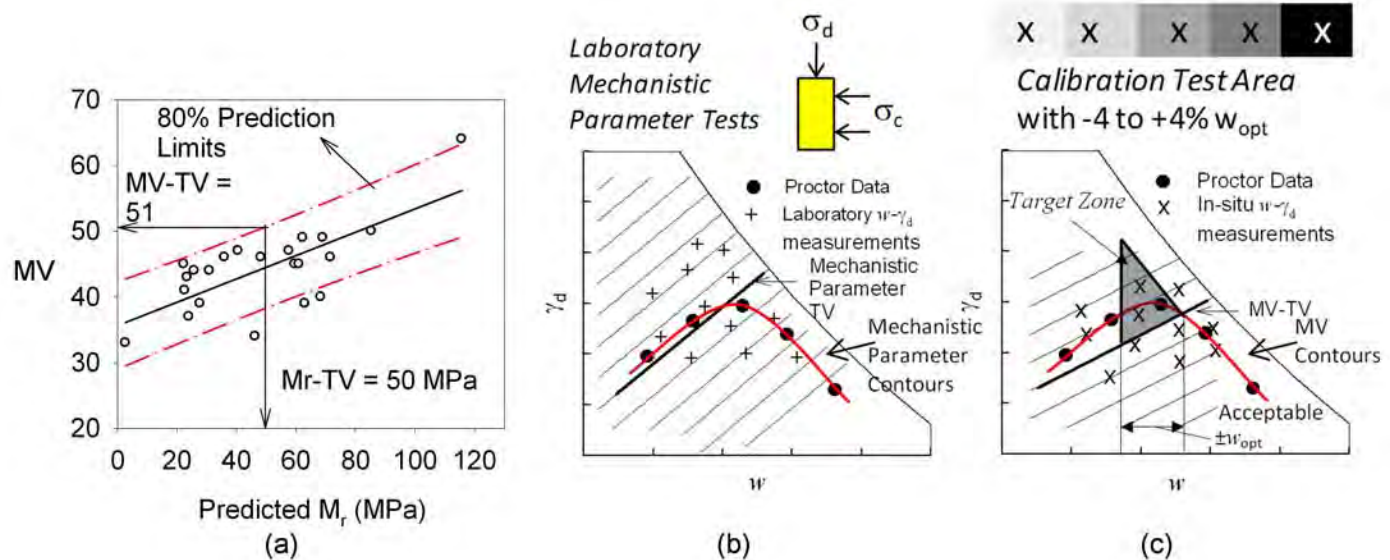 70
60
50
40
30
20
MV
80% Prediction
Limits
MV-TV =
51
Mr-TV = 50 MPa
0 20 40 60 80 100 120
Predicted Mr (MPa)
(a)
Laboratory
Mechanistic
Parameter Tests
σd
σc
Proctor Data
Laboratory w-γd
measurements
Mechanistic
Parameter
TV
Mechanistic
Parameter
Contours
γd
w
(b)
X X X X X
Calibration Test Area
with -4 to +4% wopt
Target Zone
Proctor Data
In-situ w-γd
measurements
MV-TV
MV
Contours
Acceptable
±wopt
γd
w
(c)